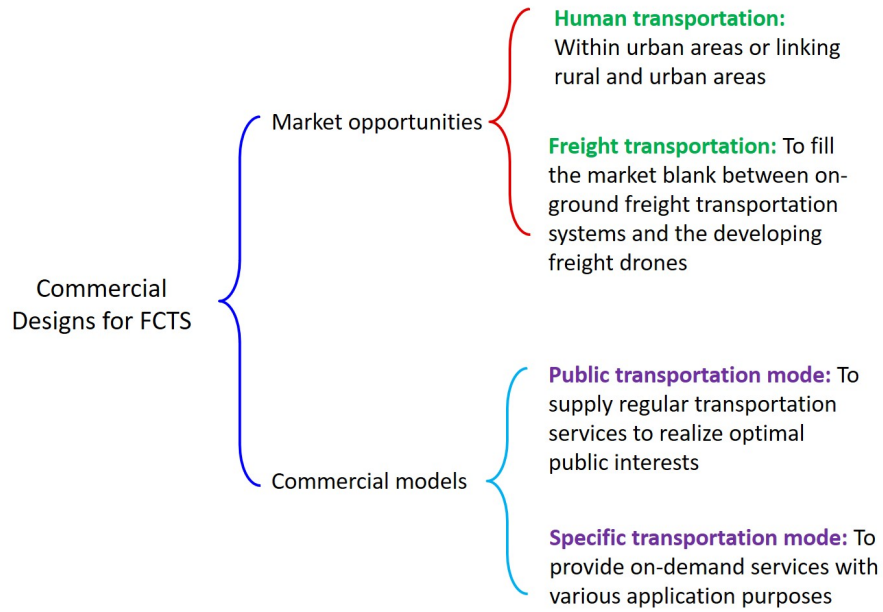 Commercial
Designs for FCTS
Market opportunities
Human transportation:
Within urban areas or linking
rural and urban areas
Freight transportation: To fill
the market blank between on-
ground freight transportation
systems and the developing
freight drones
Commercial models
Public transportation mode: To
supply regular transportation
services to realize optimal
public interests
Specific transportation mode: To
provide on-demand services with
various application purposes